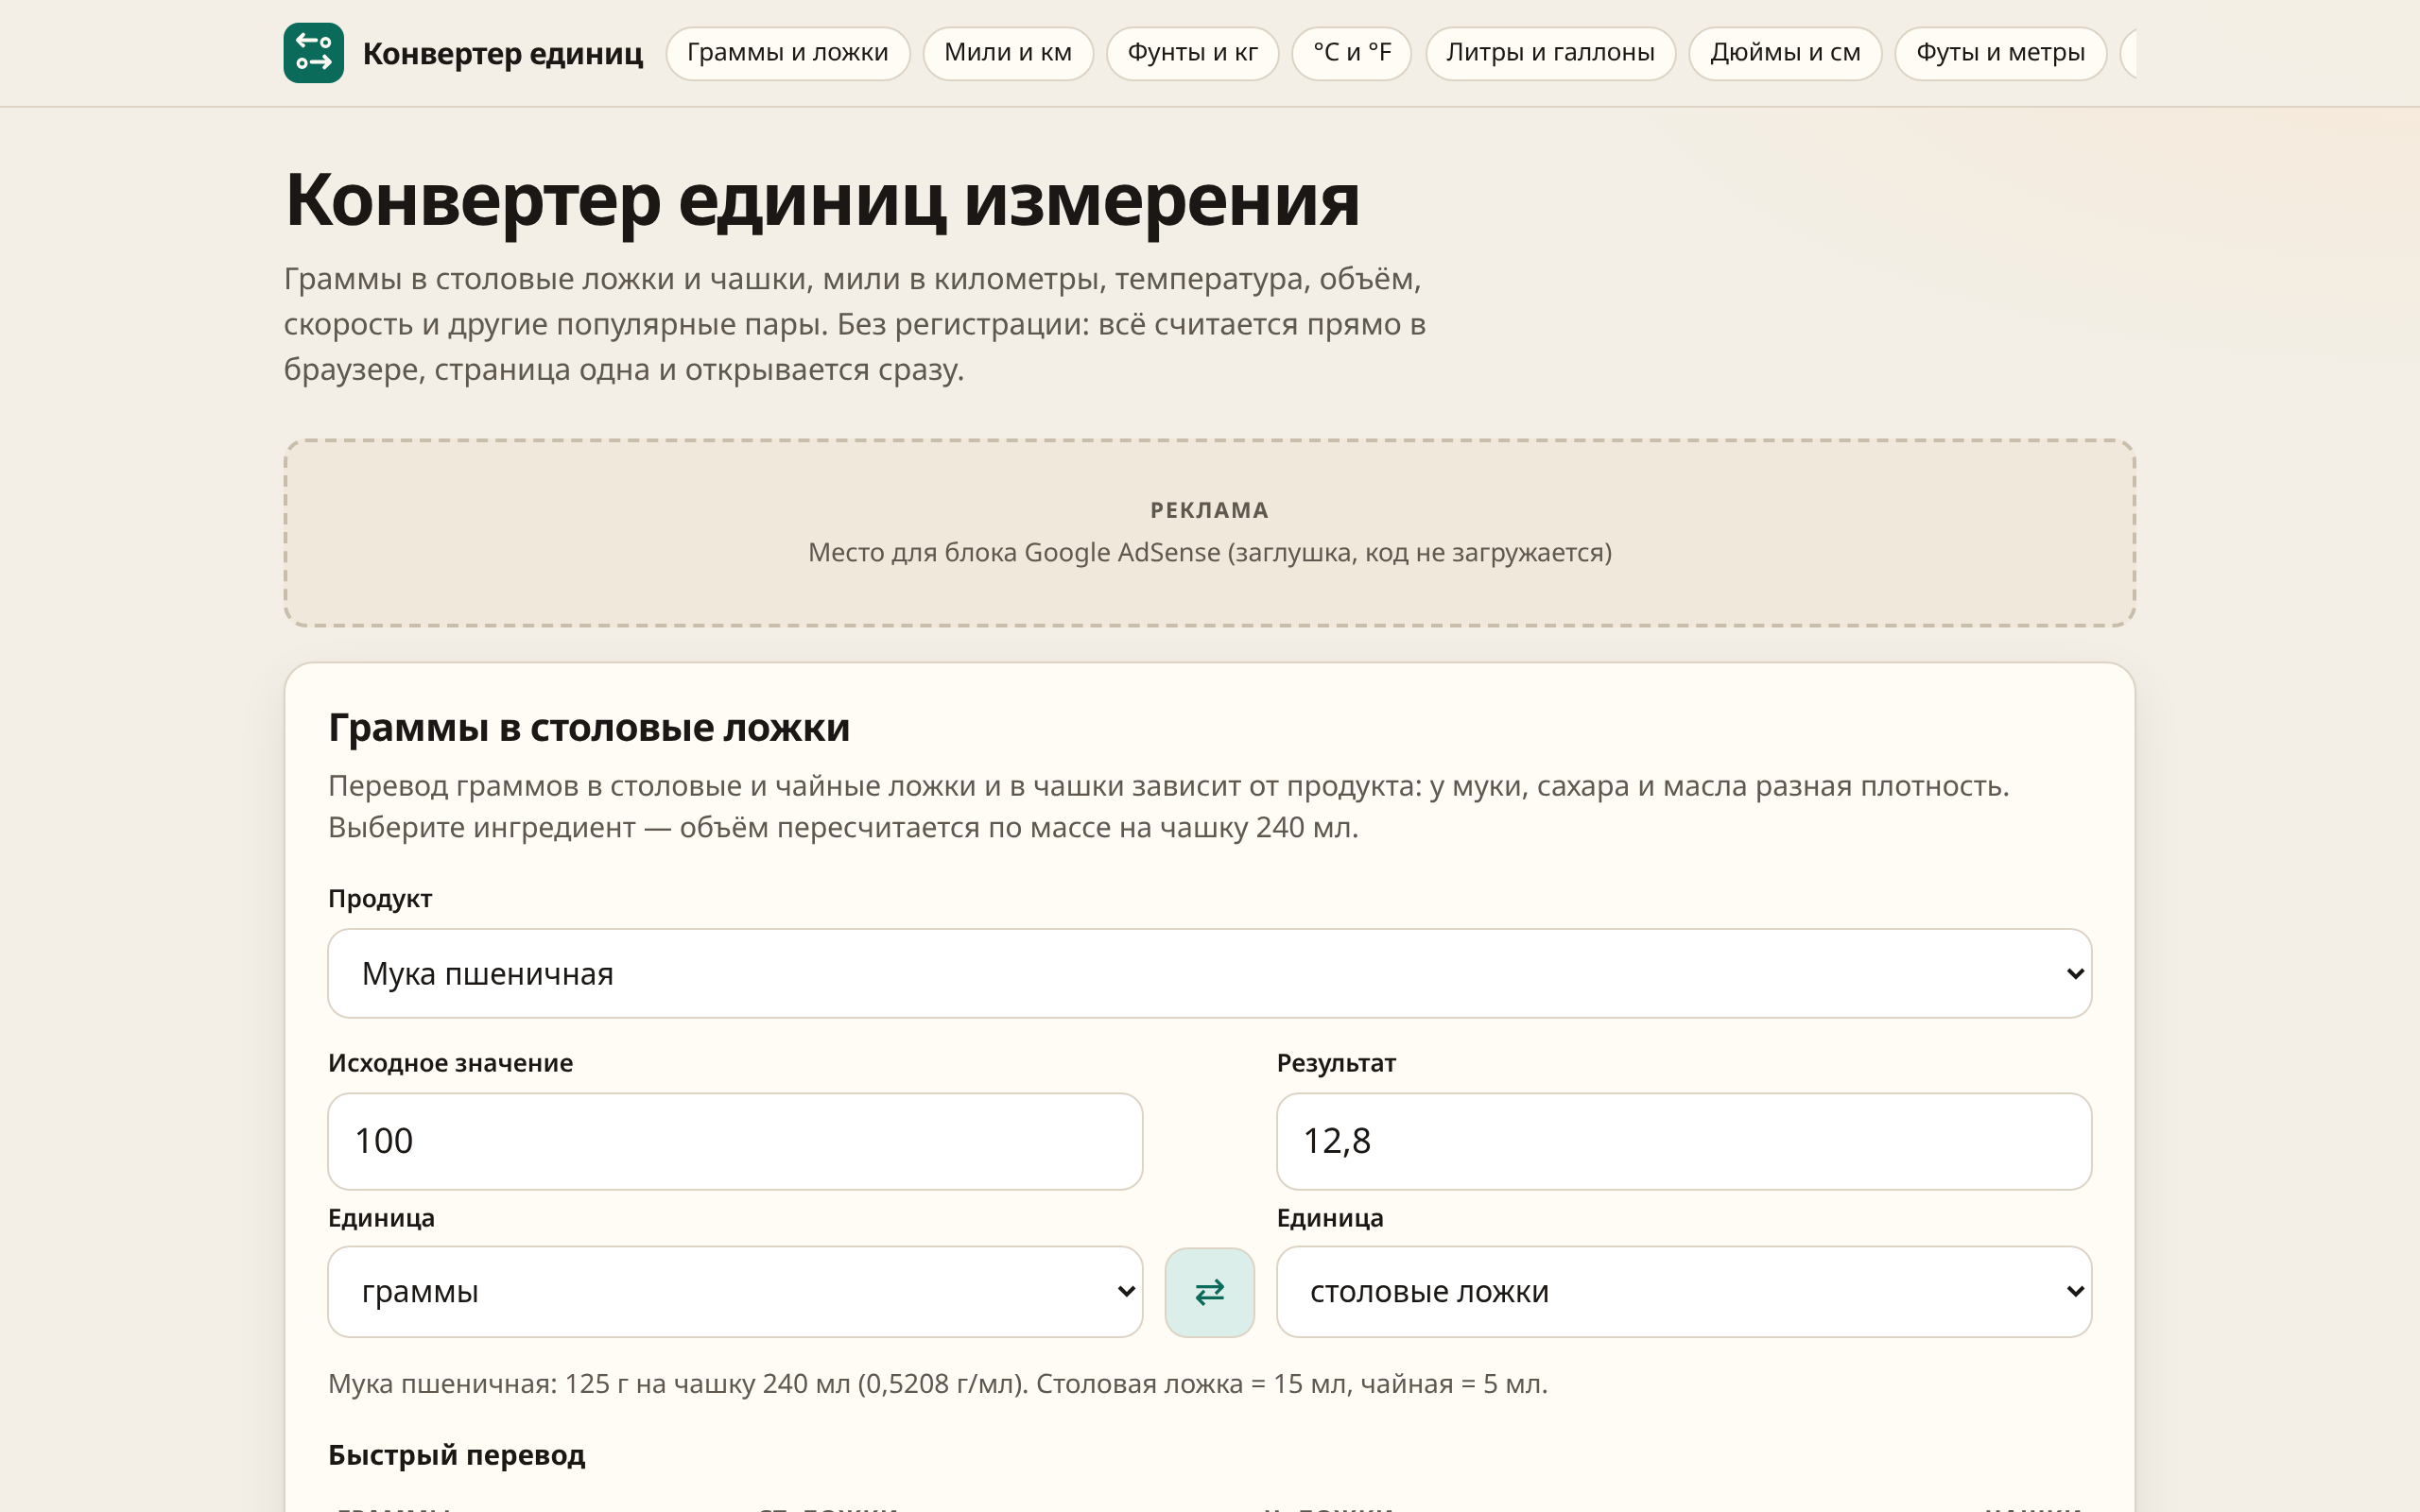 Конвертер единиц
Граммы и ложки
Мили и км
Фунты и кг
°C и °F
Литры и галлоны
Дюймы и см
Футы и метры
Конвертер единиц измерения
Граммы в столовые ложки и чашки, мили в километры, температура, объём,
скорость и другие популярные пары. Без регистрации: всё считается прямо в
браузере, страница одна и открывается сразу.
РЕКЛАМА
Место для блока Google AdSense (заглушка, код не загружается)
Граммы в столовые ложки
Перевод граммов в столовые и чайные ложки и в чашки зависит от продукта: у муки, сахара и масла разная плотность.
Выберите ингредиент — объём пересчитается по массе на чашку 240 мл.
Продукт
Мука пшеничная
Исходное значение
Результат
100
12,8
Единица
Единица
граммы
⇄
столовые ложки
Мука пшеничная: 125 г на чашку 240 мл (0,5208 г/мл). Столовая ложка = 15 мл, чайная = 5 мл.
Быстрый перевод